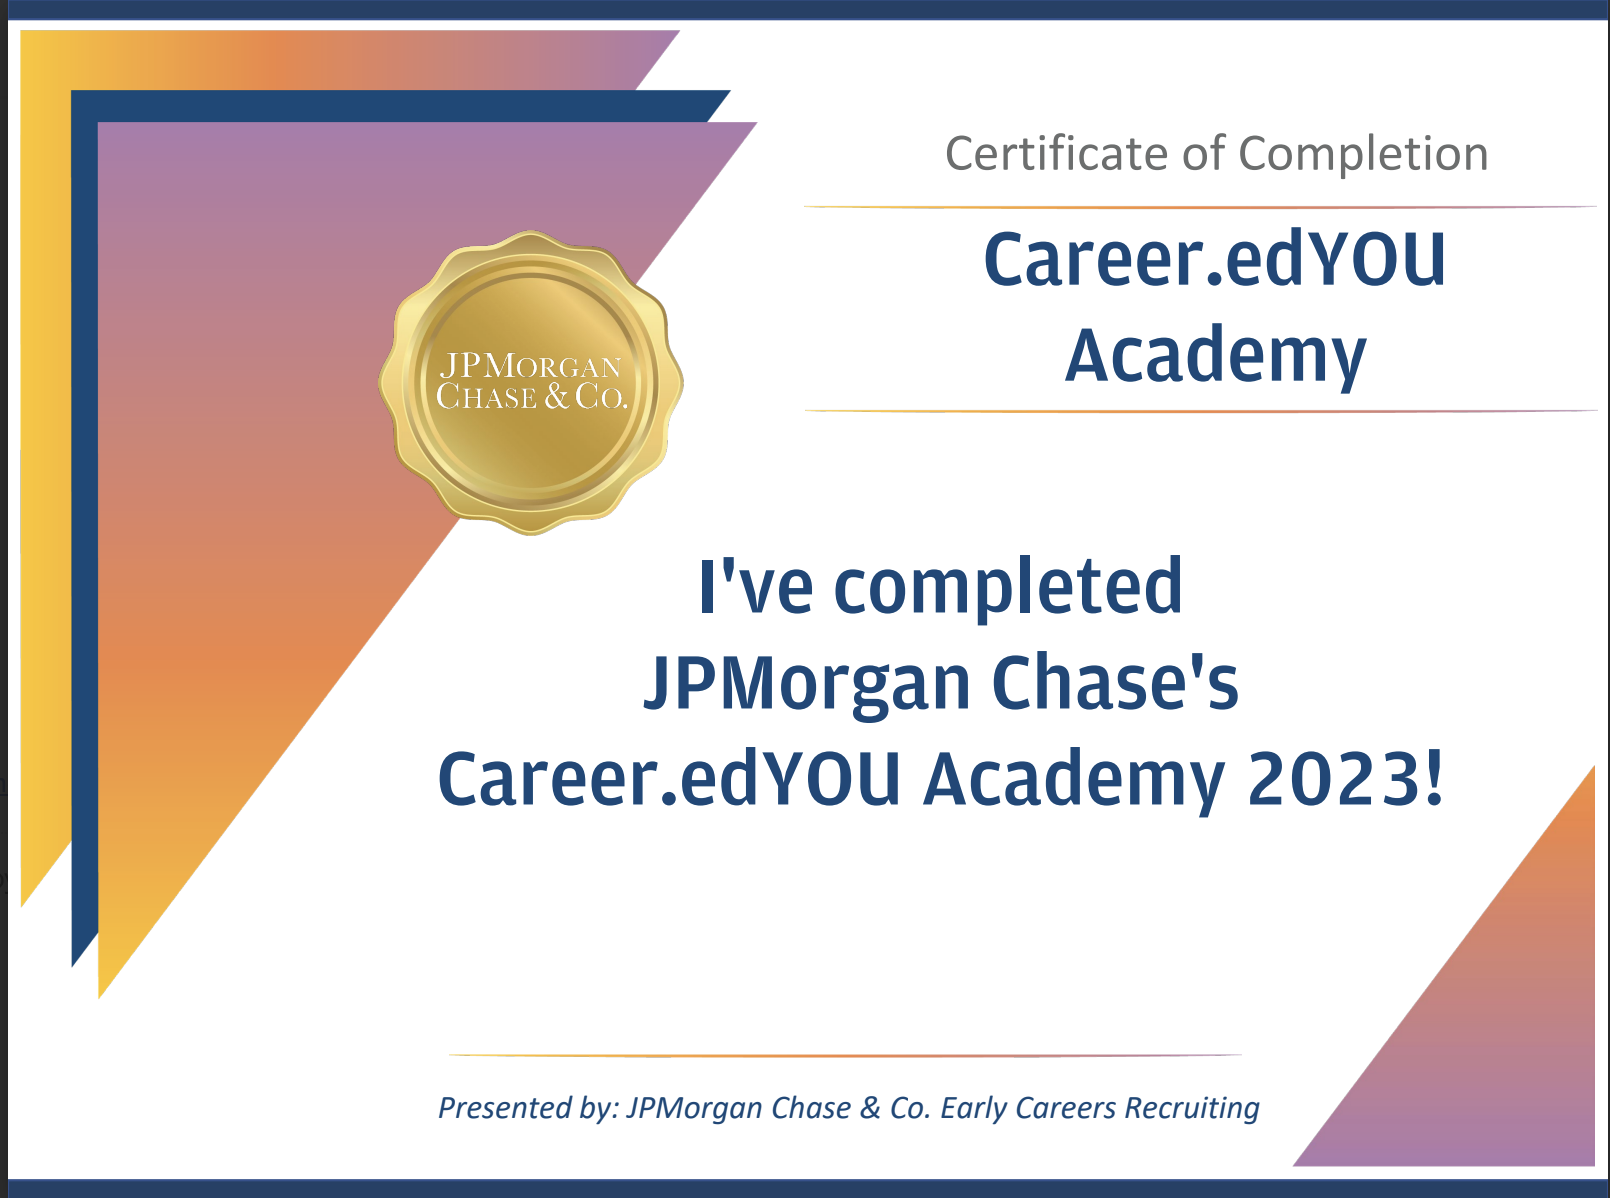 Certificate of Completion
Career.edYOU
Academy
JPMORGAN
CHASE & CO.
I've completed
JPMorgan Chase's
Career.edYOU Academy 2023!
Presented by: JPMorgan Chase & Co. Early Careers Recruiting